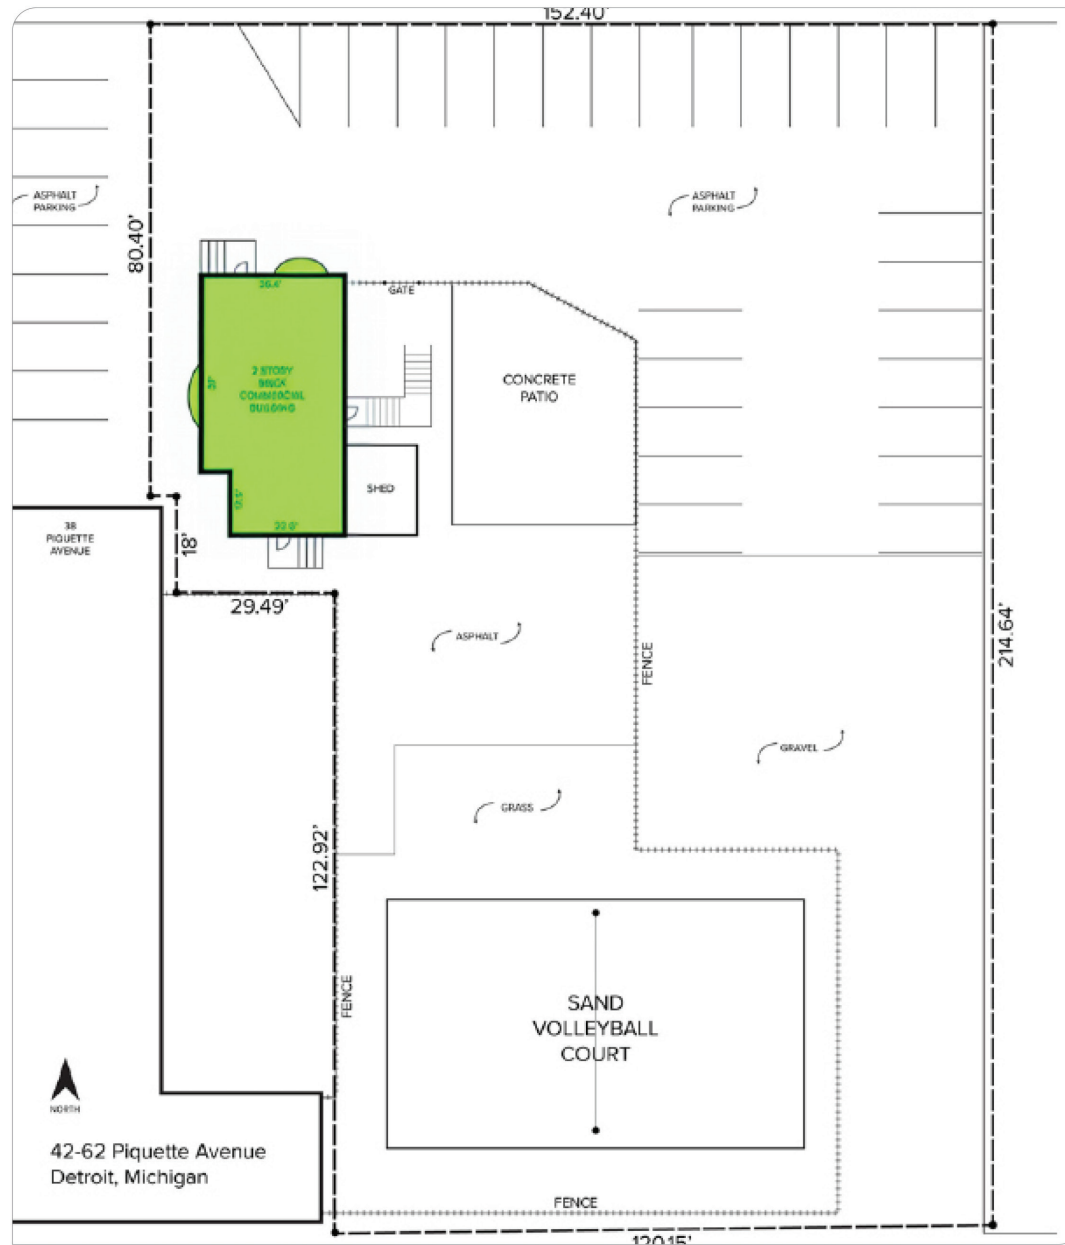 152.40'
ASPHALT
PARKING
ASPHALT
PARKING
80.40'
GATE
2 STORY
BRICK
COMMERCIAL
BUILDING
CONCRETE
PATIO
SHED
38
PIQUETTE
AVENUE
18'
29.49'
ASPHALT
FENCE
214.64'
GRAVEL
GRASS
122.92'
FENCE
SAND
VOLLEYBALL
COURT
NORTH
42-62 Piquette Avenue
Detroit, Michigan
FENCE
120.15'